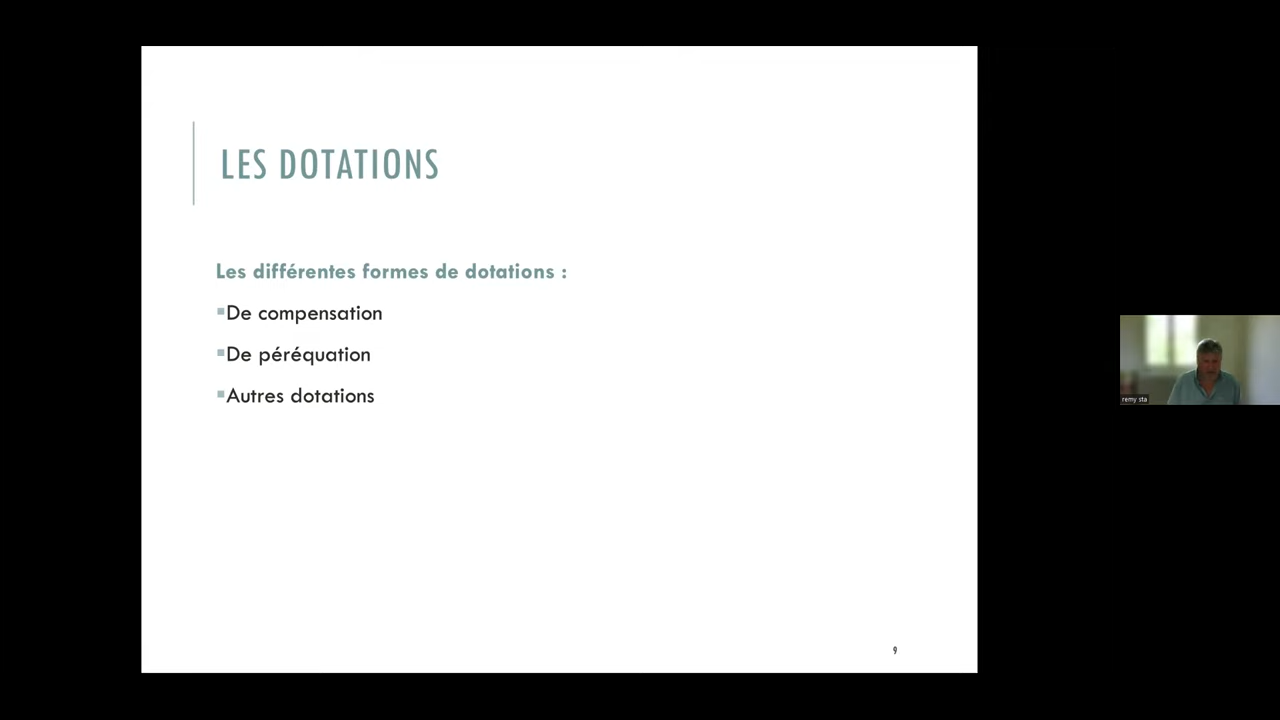 LES DOTATIONS
Les différentes formes de dotations :
▪De compensation
▪De péréquation
▪Autres dotations
9
remy sta